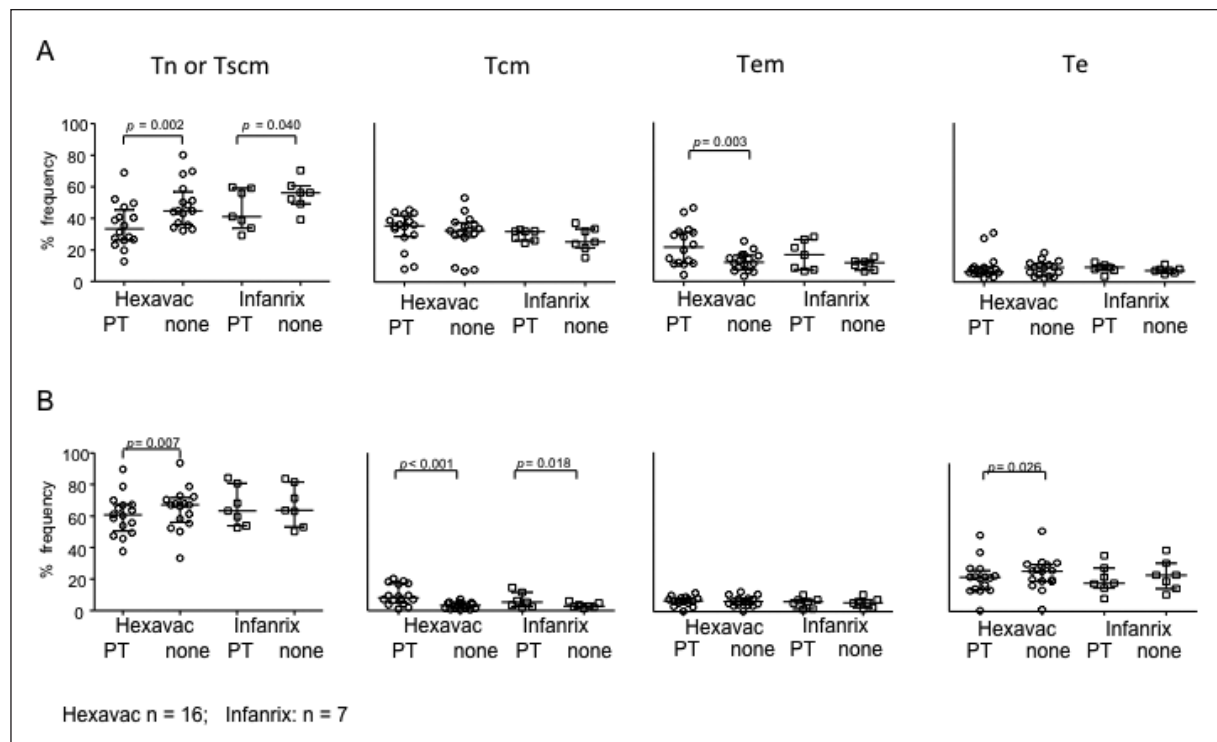 A
Tn or Tscm
Tcm
Tem
Te
p = 0.002
p = 0.040
p = 0.003
% frequency
100
80
60
40
20
0
Hexavac Infanrix
PT none PT none
Hexavac Infanrix
PT none PT none
Hexavac Infanrix
PT none PT none
Hexavac Infanrix
PT none PT none
B
p= 0.007
p< 0.001
p= 0.018
p= 0.026
% frequency
100
80
60
40
20
0
Hexavac Infanrix
PT none PT none
Hexavac Infanrix
PT none PT none
Hexavac Infanrix
PT none PT none
Hexavac Infanrix
PT none PT none
Hexavac n = 16; Infanrix: n = 7